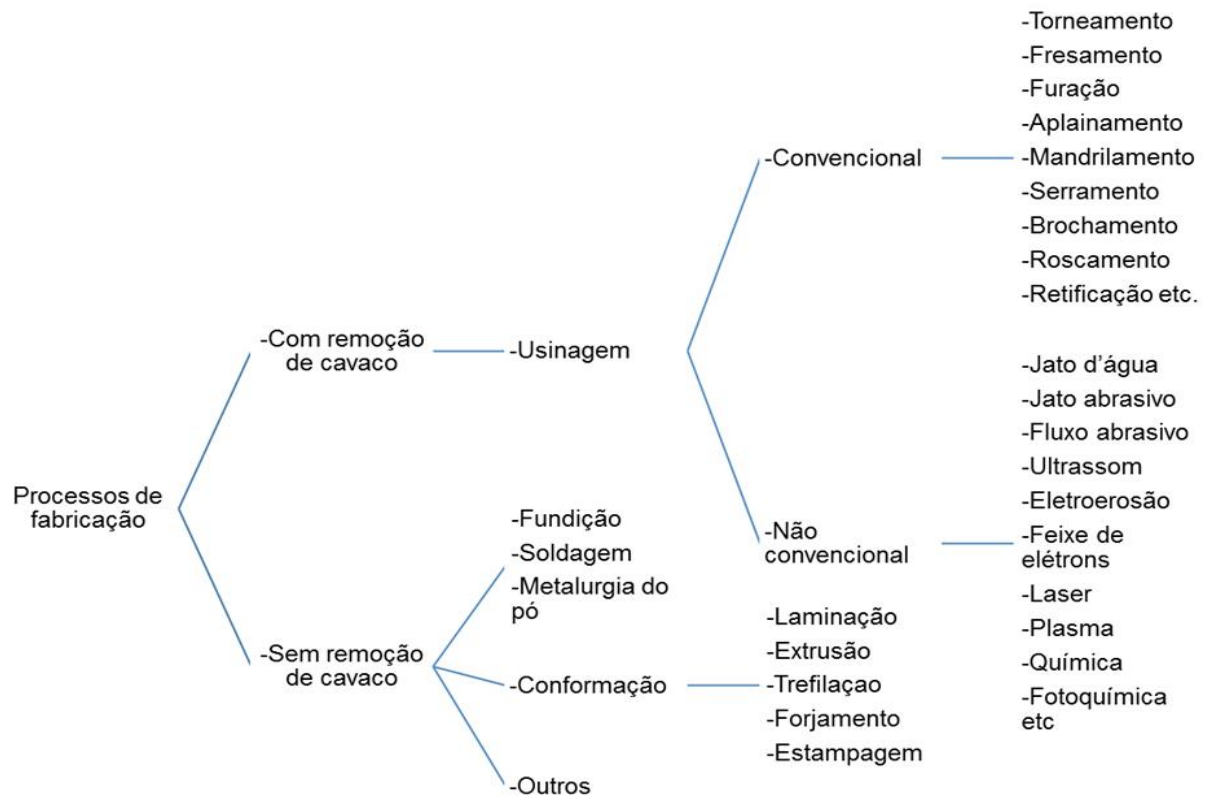 Processos de
fabricação
-Com remoção
de cavaco
-Usinagem
-Convencional
-Torneamento
-Fresamento
-Furação
-Aplainamento
-Mandrilamento
-Serramento
-Brochamento
-Roscamento
-Retificação etc.
-Não
convencional
-Jato d’água
-Jato abrasivo
-Fluxo abrasivo
-Ultrassom
-Eletroerosão
-Feixe de
elétrons
-Laser
-Plasma
-Química
-Fotoquímica
etc
-Sem remoção
de cavaco
-Fundição
-Soldagem
-Metalurgia do
pó
-Conformação
-Laminação
-Extrusão
-Trefilaçao
-Forjamento
-Estampagem
-Outros